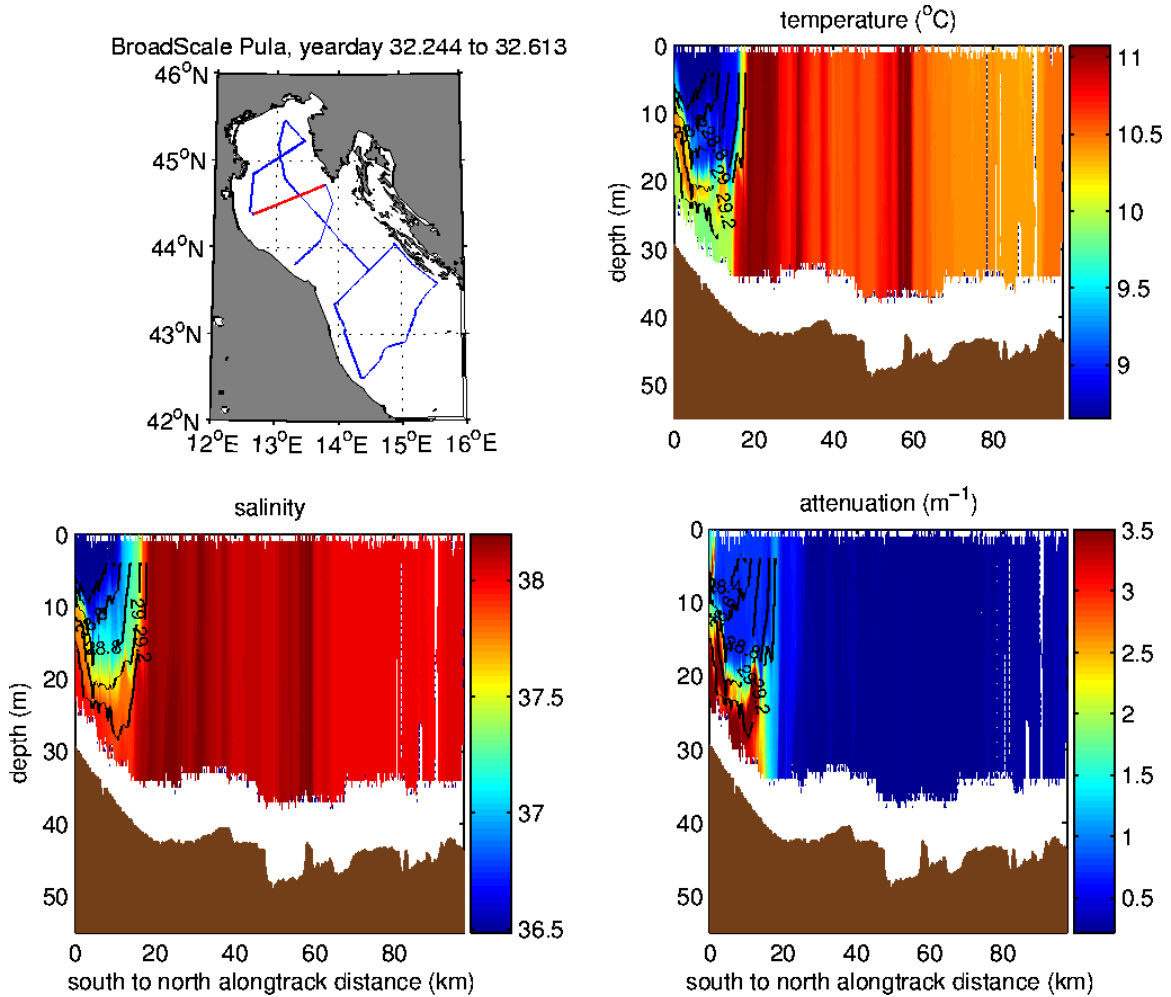 BroadScale Pula, yearday 32.244 to 32.613
46°N
45°N
44°N
43°N
42°N
12°E 13°E 14°E 15°E 16°E
temperature (°C)
0
10
20
30
40
50
depth (m)
0 20 40 60 80
11
10.5
10
9.5
9
29
29.2
salinity
0
10
20
30
40
50
depth (m)
28.8
29
29.2
0 20 40 60 80
south to north alongtrack distance (km)
38
37.5
37
36.5
attenuation (m⁻¹)
0
10
20
30
40
50
28.8
29
29.2
0 20 40 60 80
south to north alongtrack distance (km)
3.5
3
2.5
2
1.5
1
0.5